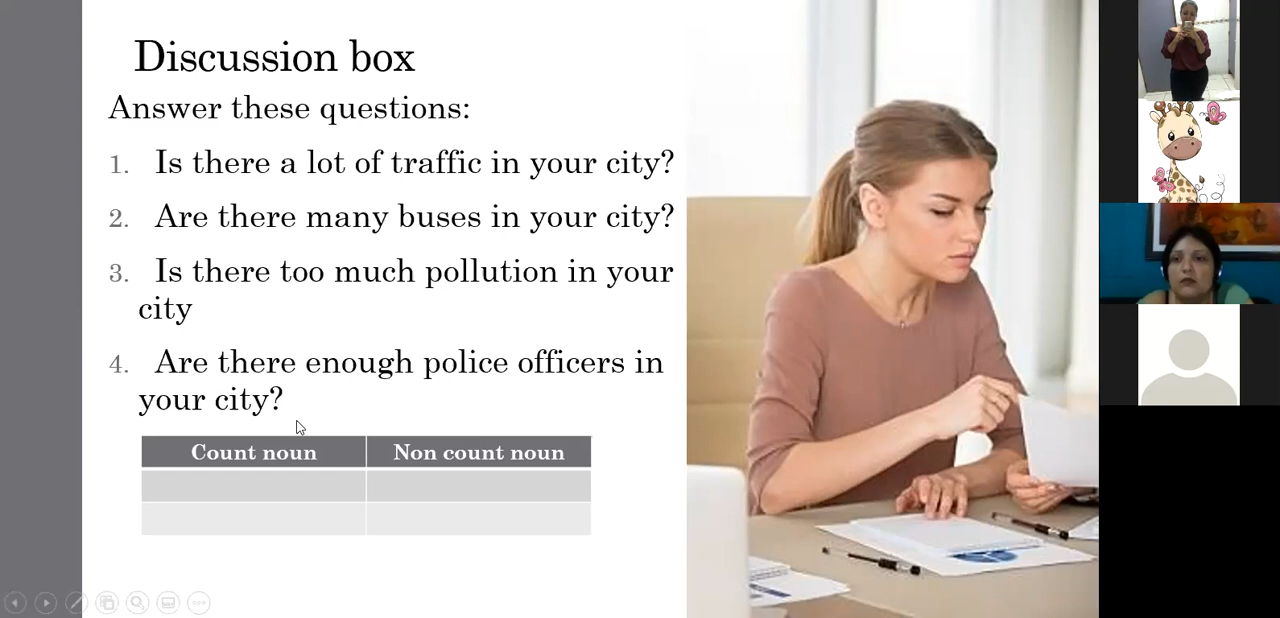 Discussion box
Answer these questions:
1. Is there a lot of traffic in your city?
2. Are there many buses in your city?
3. Is there too much pollution in your
city
4. Are there enough police officers in
your city?
Count noun Non count noun